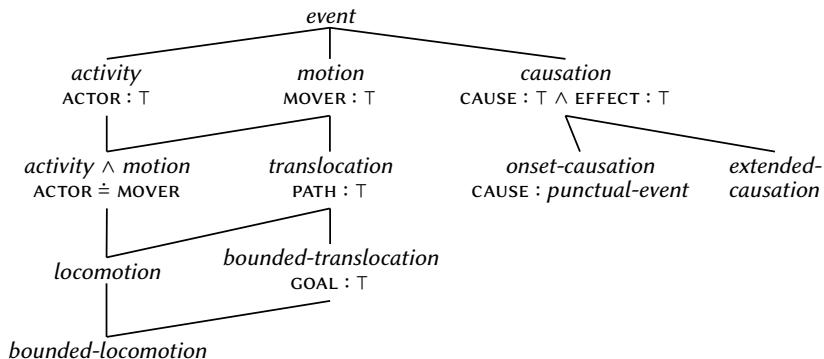 event
activity motion causation
ACTOR : ⊤ MOVER : ⊤ CAUSE : ⊤ ∧ EFFECT : ⊤
activity ∧ motion translocation onset-causation extended-
ACTOR ≐ MOVER PATH : ⊤ CAUSE : punctual-event causation
locomotion bounded-translocation
GOAL : ⊤
bounded-locomotion